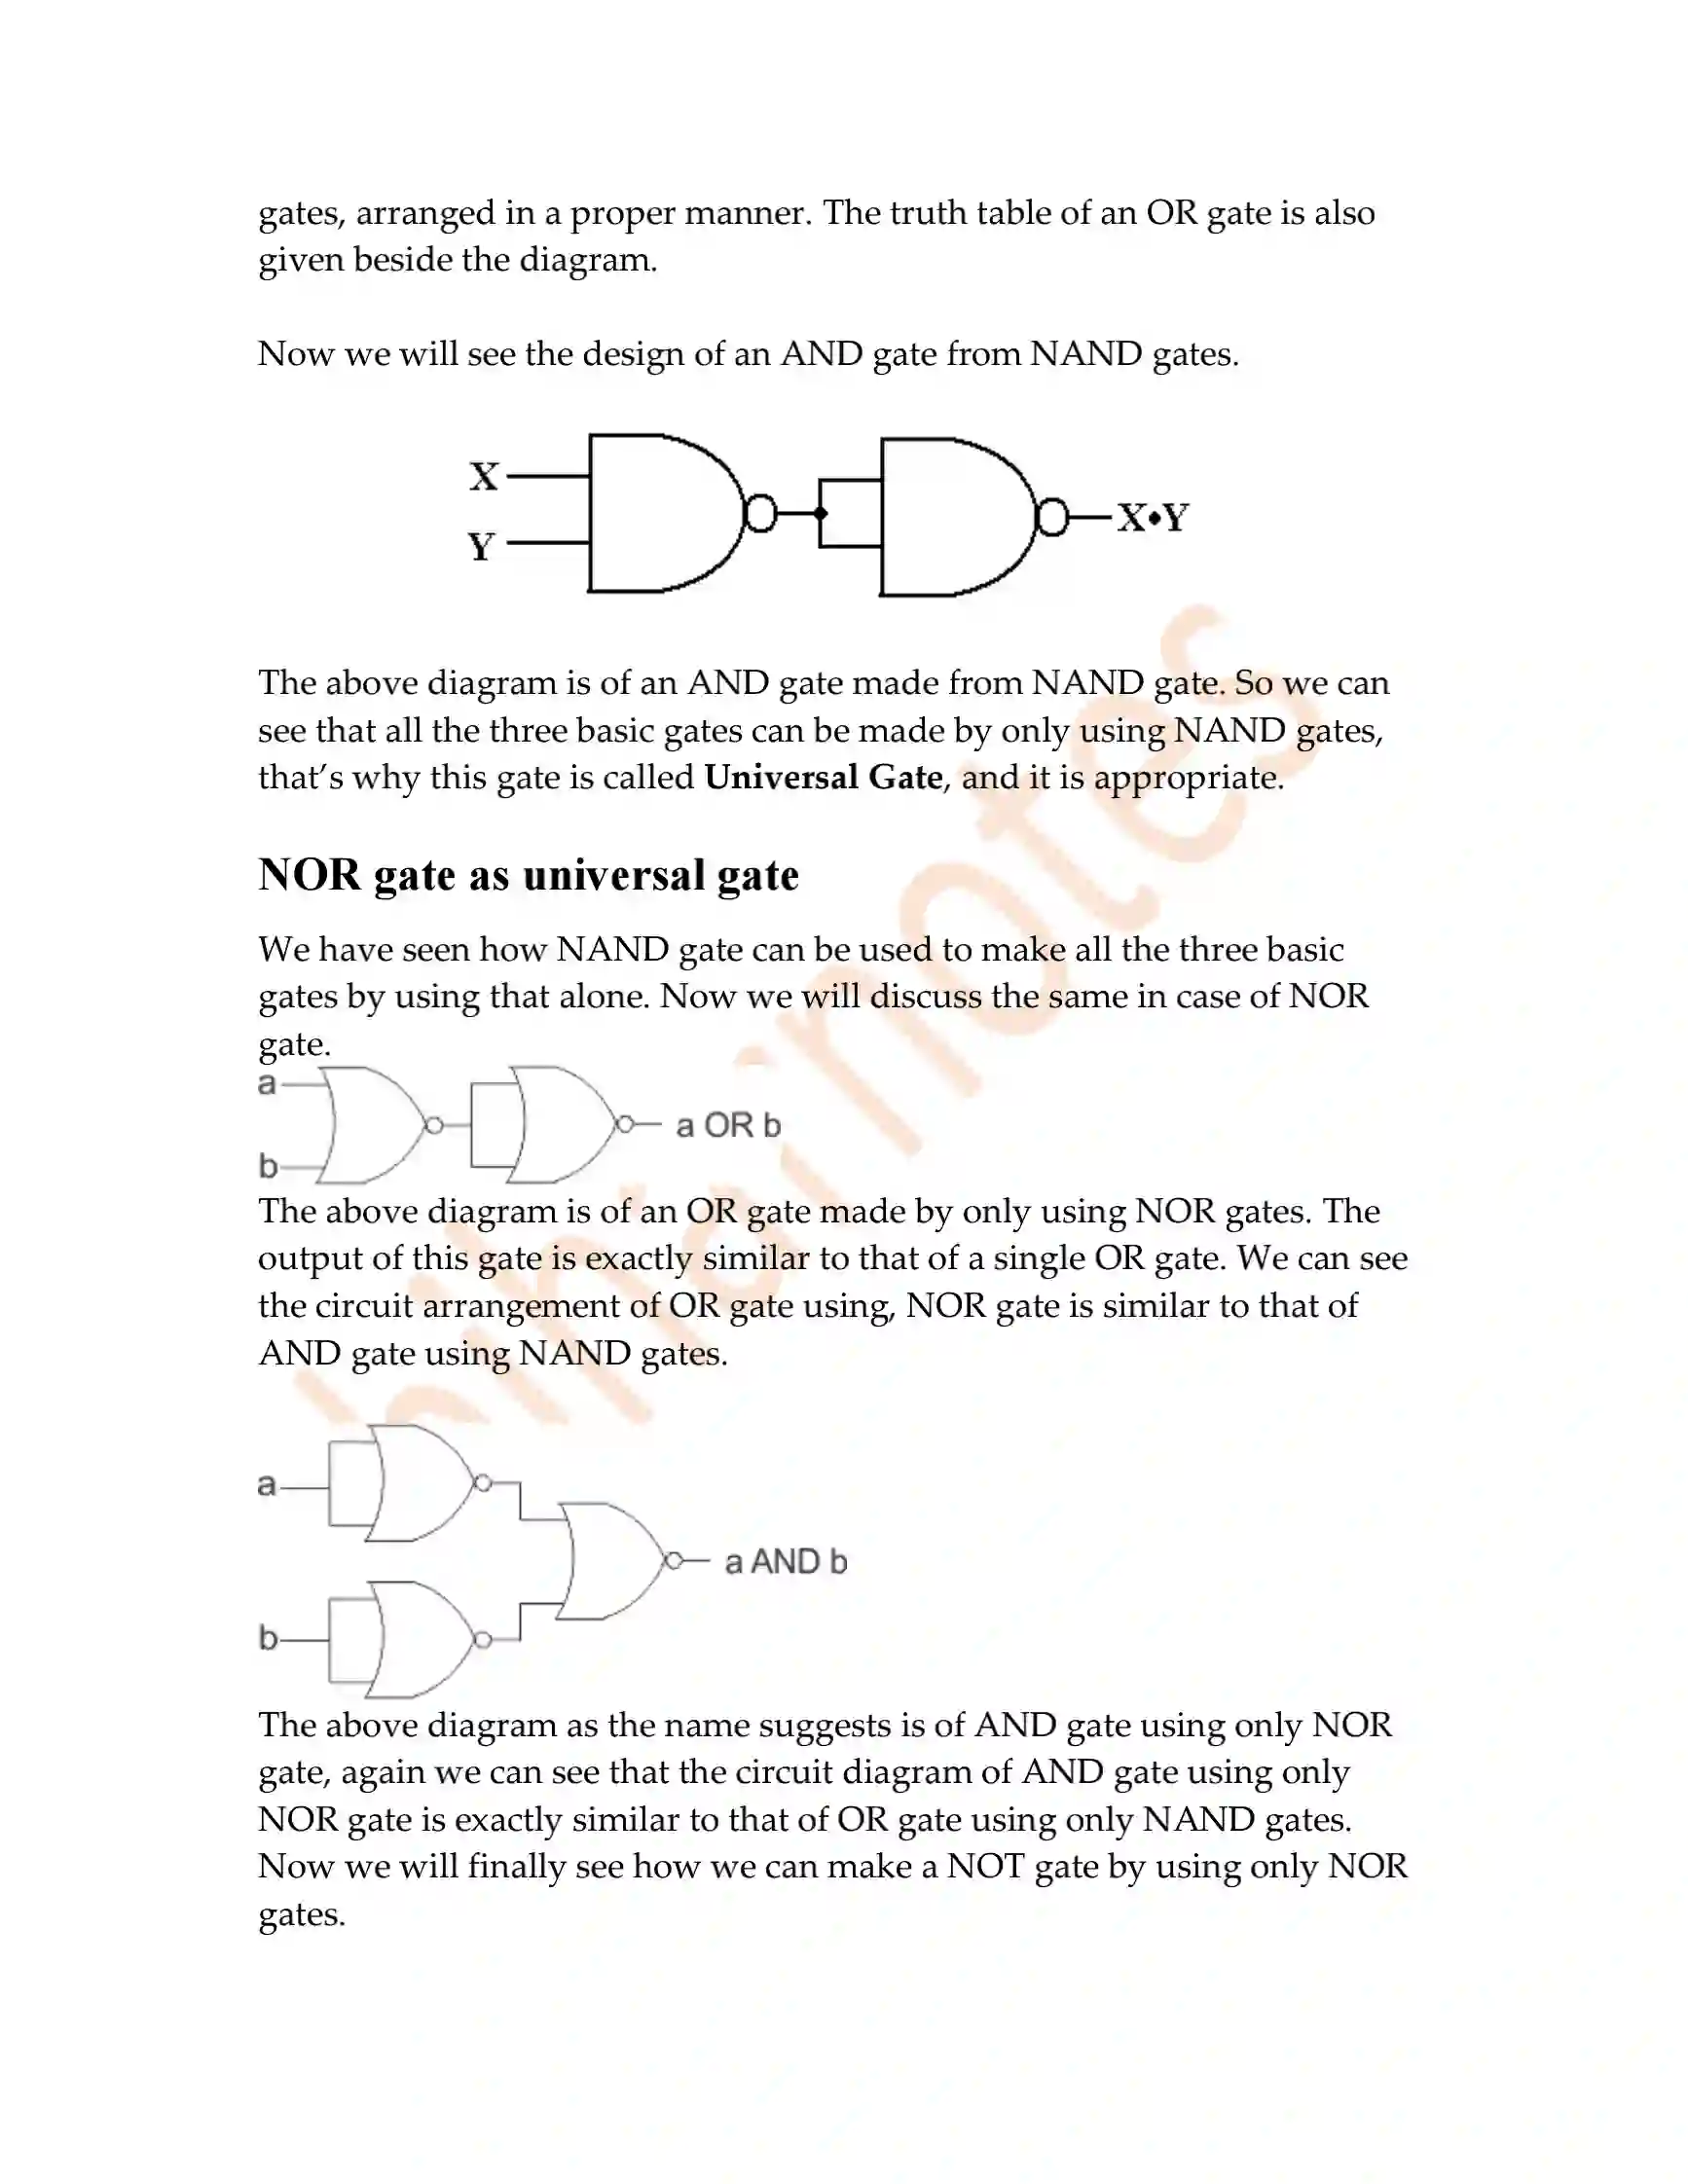 gates, arranged in a proper manner. The truth table of an OR gate is also
given beside the diagram.
Now we will see the design of an AND gate from NAND gates.
X
Y
X•Y
The above diagram is of an AND gate made from NAND gate. So we can
see that all the three basic gates can be made by only using NAND gates,
that's why this gate is called Universal Gate, and it is appropriate.
NOR gate as universal gate
We have seen how NAND gate can be used to make all the three basic
gates by using that alone. Now we will discuss the same in case of NOR
gate.
a
b
a OR b
The above diagram is of an OR gate made by only using NOR gates. The
output of this gate is exactly similar to that of a single OR gate. We can see
the circuit arrangement of OR gate using, NOR gate is similar to that of
AND gate using NAND gates.
a
b
a AND b
The above diagram as the name suggests is of AND gate using only NOR
gate, again we can see that the circuit diagram of AND gate using only
NOR gate is exactly similar to that of OR gate using only NAND gates.
Now we will finally see how we can make a NOT gate by using only NOR
gates.